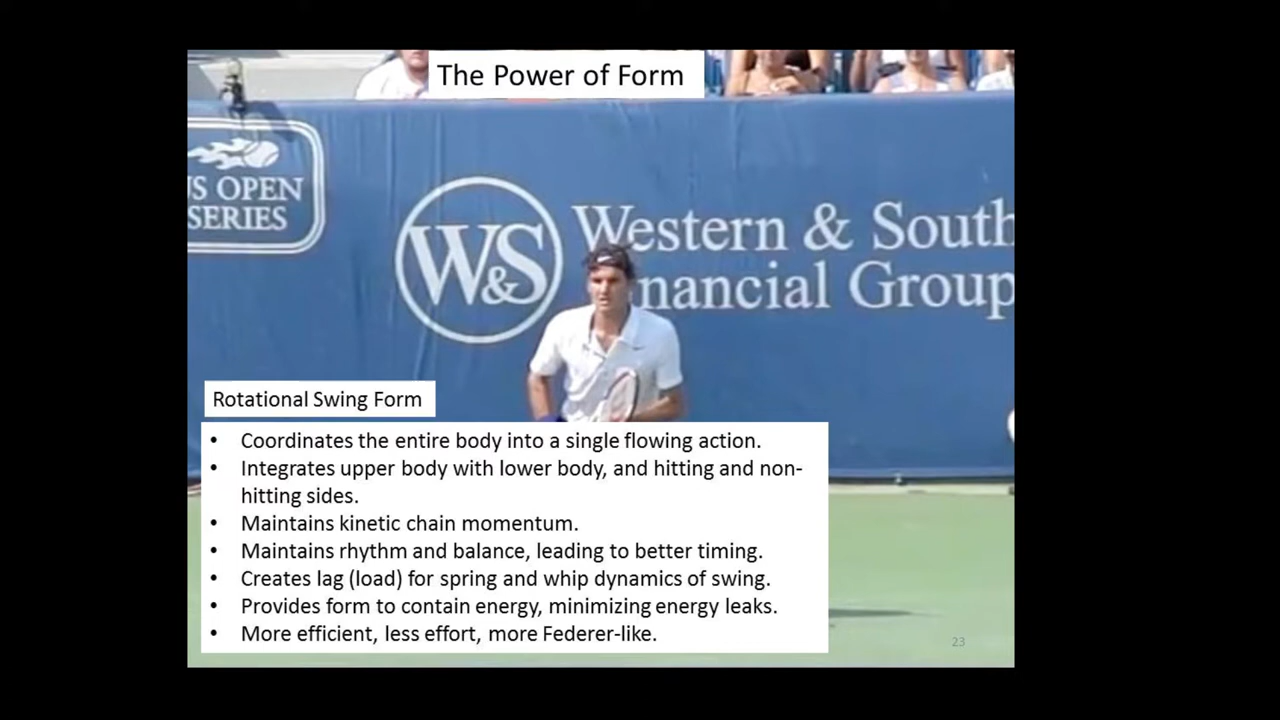 The Power of Form
US OPEN
SERIES
W&S
Western & South
Financial Group
Rotational Swing Form
• Coordinates the entire body into a single flowing action.
• Integrates upper body with lower body, and hitting and non-
hitting sides.
• Maintains kinetic chain momentum.
• Maintains rhythm and balance, leading to better timing.
• Creates lag (load) for spring and whip dynamics of swing.
• Provides form to contain energy, minimizing energy leaks.
• More efficient, less effort, more Federer-like.
23